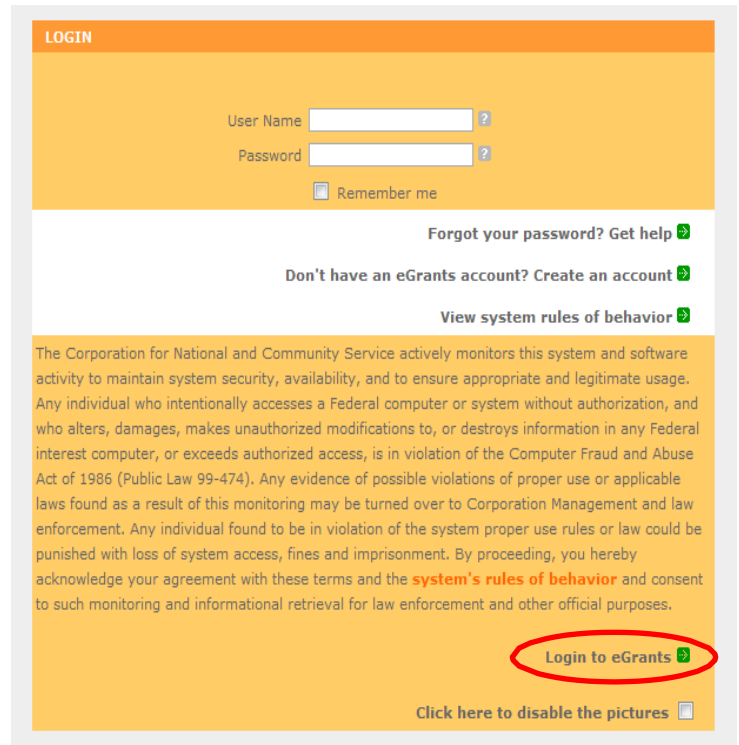 LOGIN
User Name ?
Password ?
Remember me
Forgot your password? Get help
Don't have an eGrants account? Create an account
View system rules of behavior
The Corporation for National and Community Service actively monitors this system and software
activity to maintain system security, availability, and to ensure appropriate and legitimate usage.
Any individual who intentionally accesses a Federal computer or system without authorization, and
who alters, damages, makes unauthorized modifications to, or destroys information in any Federal
interest computer, or exceeds authorized access, is in violation of the Computer Fraud and Abuse
Act of 1986 (Public Law 99-474). Any evidence of possible violations of proper use or applicable
laws found as a result of this monitoring may be turned over to Corporation Management and law
enforcement. Any individual found to be in violation of the system proper use rules or law could be
punished with loss of system access, fines and imprisonment. By proceeding, you hereby
acknowledge your agreement with these terms and the system's rules of behavior and consent
to such monitoring and informational retrieval for law enforcement and other official purposes.
Login to eGrants
Click here to disable the pictures